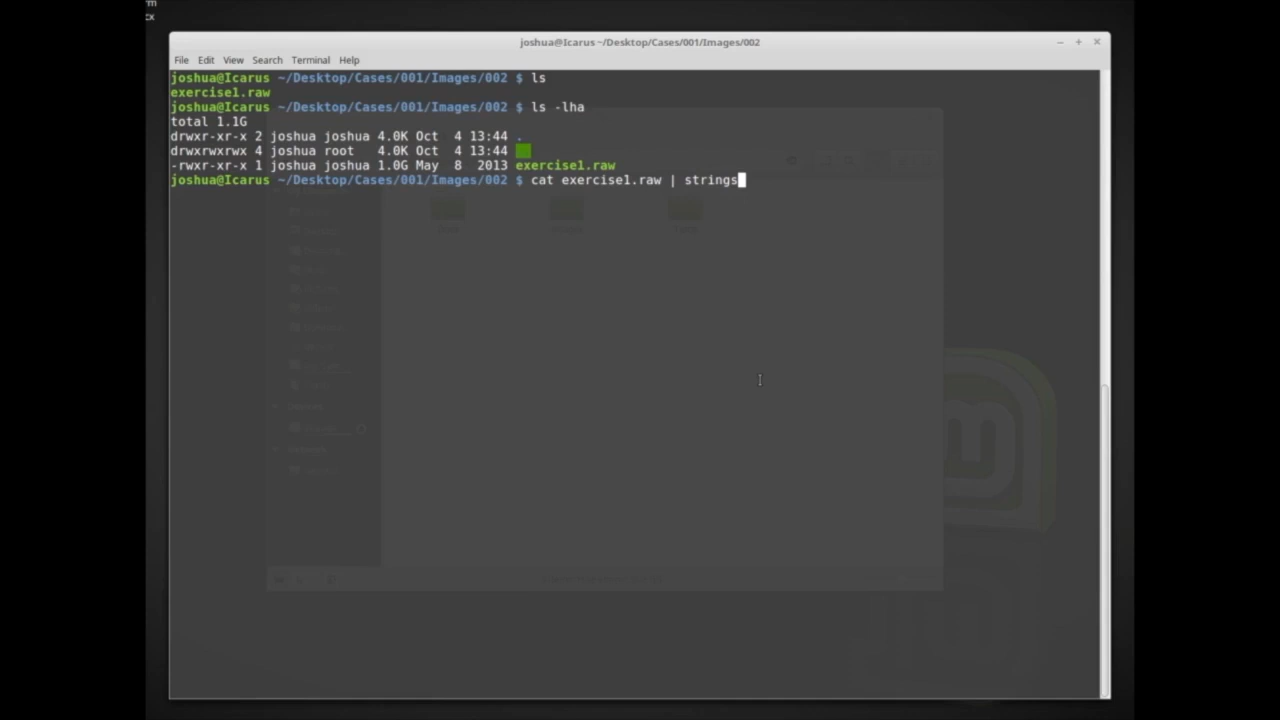 rm
cx
joshua@Icarus ~/Desktop/Cases/001/Images/002
File Edit View Search Terminal Help
joshua@Icarus ~/Desktop/Cases/001/Images/002 $ ls
exercise1.raw
joshua@Icarus ~/Desktop/Cases/001/Images/002 $ ls -lha
total 1.1G
drwxr-xr-x 2 joshua joshua 4.0K Oct  4 13:44 .
drwxrwxrwx 4 joshua root   4.0K Oct  4 13:44
-rwxr-xr-x 1 joshua joshua 1.0G May  8  2013 exercise1.raw
joshua@Icarus ~/Desktop/Cases/001/Images/002 $ cat exercise1.raw | strings